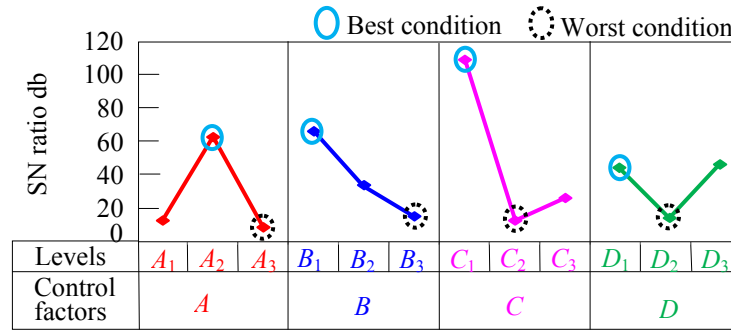 Best condition Worst condition
SN ratio db
120
100
80
60
40
20
0
Levels A1 A2 A3 B1 B2 B3 C1 C2 C3 D1 D2 D3
Control factors A B C D